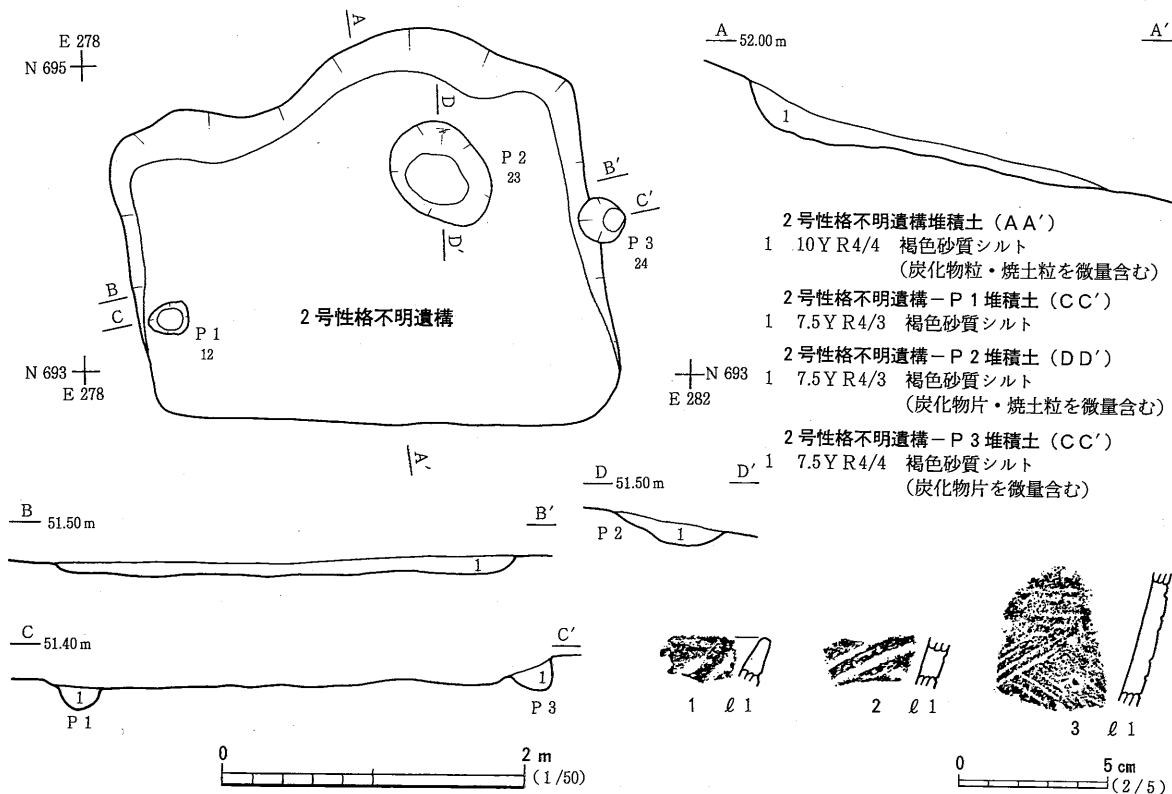 E 278
N 695
A
D
P 2
23
B′
C′
P 3
24
D′
B
C
P 1
12
2号性格不明遺構
N 693
E 278
N 693
E 282
A′
A 52.00 m A′
2号性格不明遺構堆積土（AA′）
1 10YR4/4 褐色砂質シルト
（炭化物粒・焼土粒を微量含む）
2号性格不明遺構－P1堆積土（CC′）
1 7.5YR4/3 褐色砂質シルト
2号性格不明遺構－P2堆積土（DD′）
1 7.5YR4/3 褐色砂質シルト
（炭化物片・焼土粒を微量含む）
2号性格不明遺構－P3堆積土（CC′）
1 7.5YR4/4 褐色砂質シルト
（炭化物片を微量含む）
1
B 51.50 m B′
1
D 51.50 m D′
P 2 1
C 51.40 m C′
1 1
P 1 P 3
1 ℓ 1
2 ℓ 1
3 ℓ 1
0 2 m
(1/50)
0 5 cm
(2/5)